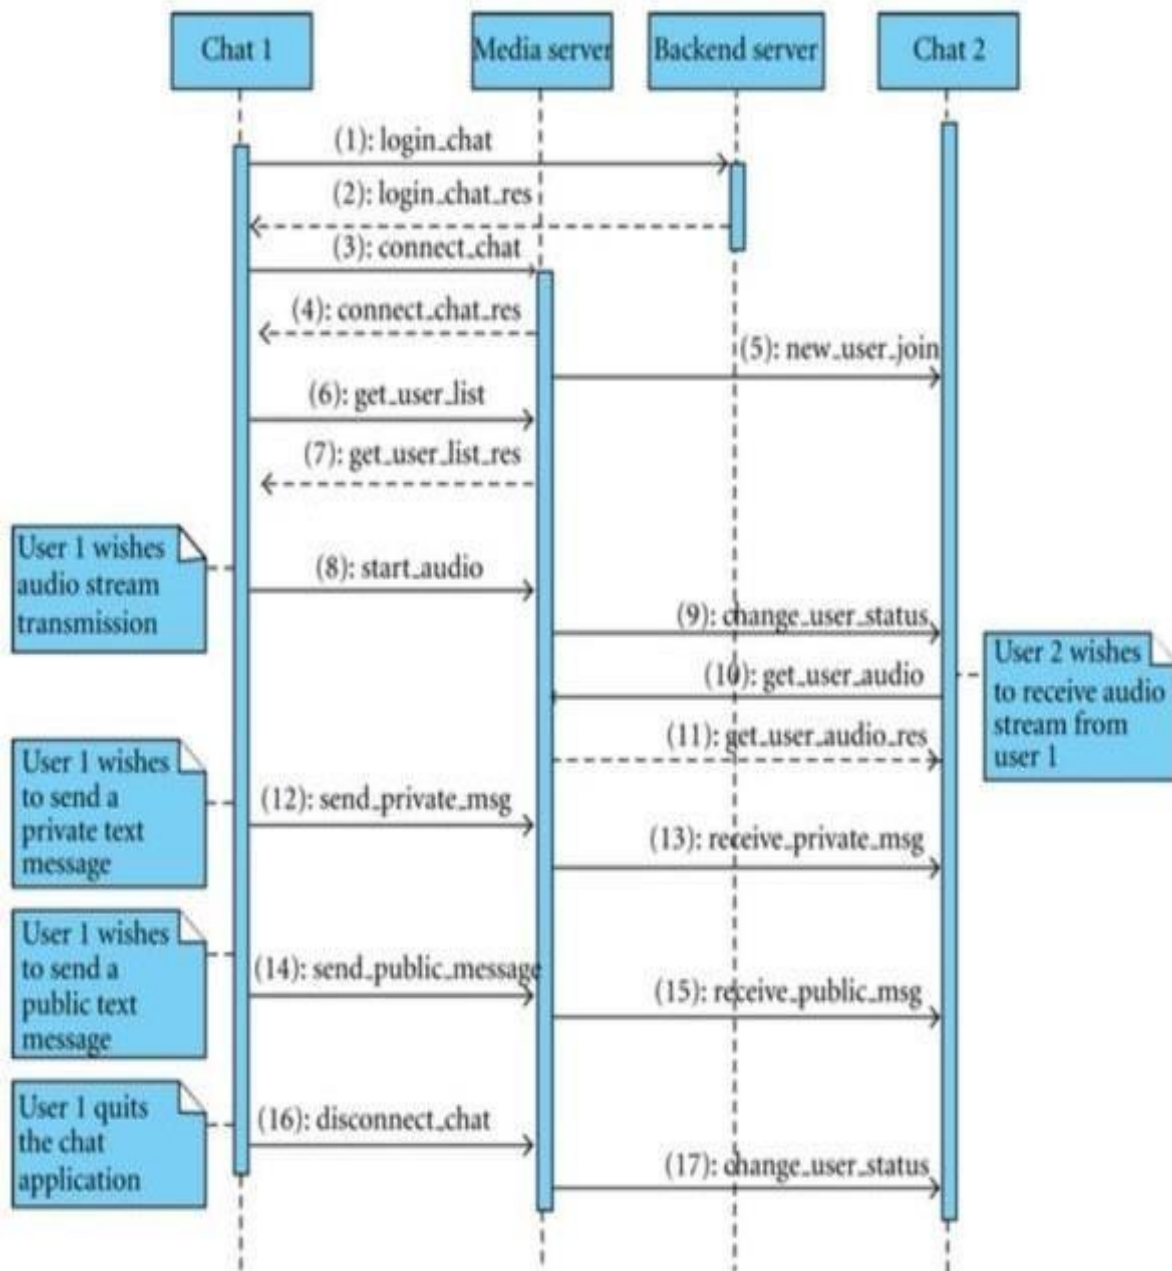 Chat 1
Media server
Backend server
Chat 2
(1): login_chat
(2): login_chat_res
(3): connect_chat
(4): connect_chat_res
(5): new_user_join
(6): get_user_list
(7): get_user_list_res
User 1 wishes
audio stream
transmission
(8): start_audio
(9): change_user_status
User 2 wishes
to receive audio
stream from
user 1
(10): get_user_audio
(11): get_user_audio_res
User 1 wishes
to send a
private text
message
(12): send_private_msg
(13): receive_private_msg
User 1 wishes
to send a
public text
message
(14): send_public_message
(15): receive_public_msg
User 1 quits
the chat
application
(16): disconnect_chat
(17): change_user_status